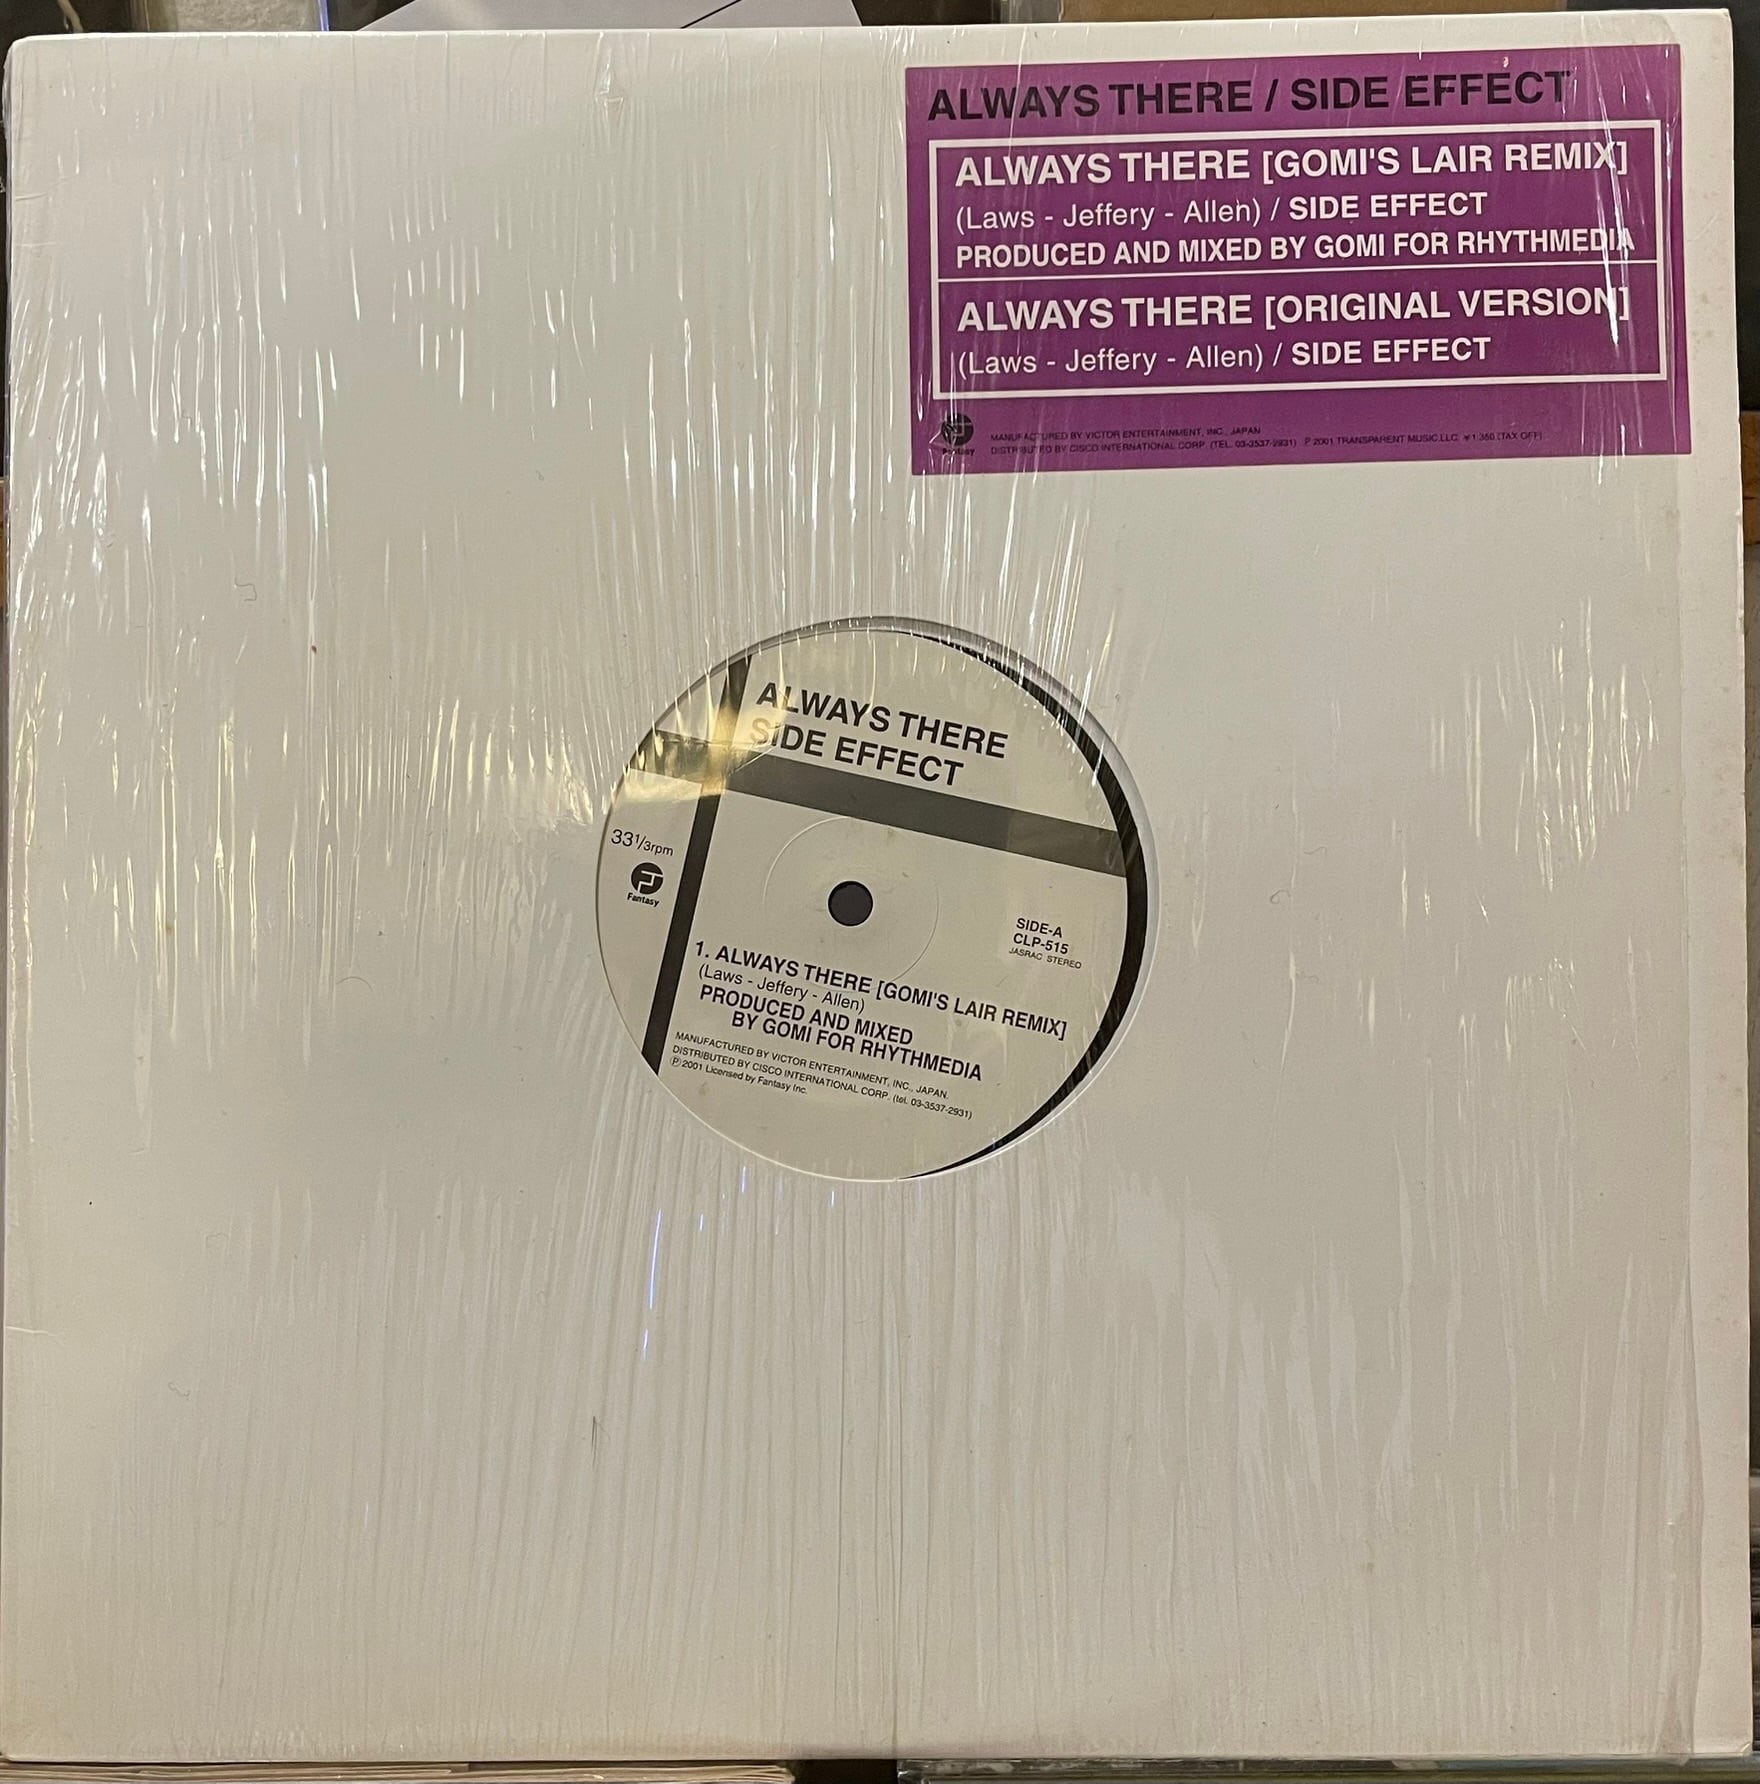 ALWAYS THERE / SIDE EFFECT
ALWAYS THERE [GOMI'S LAIR REMIX]
(Laws - Jeffery - Allen) / SIDE EFFECT
PRODUCED AND MIXED BY GOMI FOR RHYTHMEDIA
ALWAYS THERE [ORIGINAL VERSION]
(Laws - Jeffery - Allen) / SIDE EFFECT
Fantasy
MANUFACTURED BY VICTOR ENTERTAINMENT, INC., JAPAN
DISTRIBUTED BY CISCO INTERNATIONAL CORP. (TEL. 03-3537-2931) P 2001 TRANSPARENT MUSIC LLC. ¥1,350 (TAX OFF)
ALWAYS THERE
SIDE EFFECT
33 1/3rpm
Fantasy
SIDE-A
CLP-515
JASRAC STEREO
1. ALWAYS THERE [GOMI'S LAIR REMIX]
(Laws - Jeffery - Allen)
PRODUCED AND MIXED
BY GOMI FOR RHYTHMEDIA
MANUFACTURED BY VICTOR ENTERTAINMENT, INC., JAPAN.
DISTRIBUTED BY CISCO INTERNATIONAL CORP. (tel. 03-3537-2931)
Ⓟ2001 Licensed by Fantasy Inc.